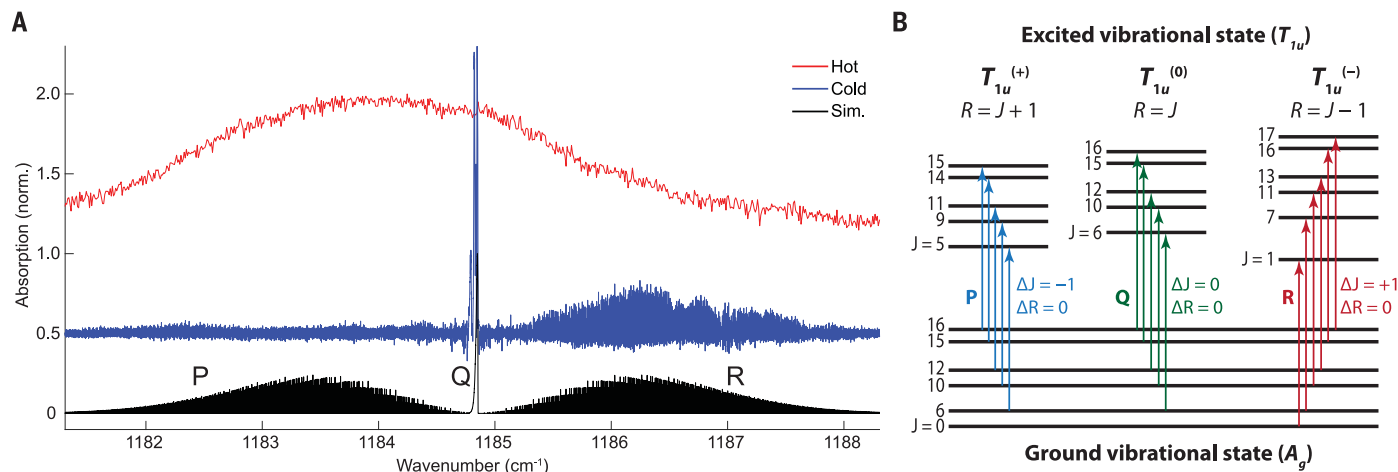 A
Absorption (norm.)
2.0
1.5
1.0
0.5
0
Hot
Cold
Sim.
P
Q
R
1182
1183
1184
1185
1186
1187
1188
Wavenumber (cm⁻¹)
B
Excited vibrational state (T₁ᵤ)
T₁ᵤ⁽⁺⁾
R = J + 1
T₁ᵤ⁽⁰⁾
R = J
T₁ᵤ⁽⁻⁾
R = J − 1
15
14
11
9
J = 5
16
15
12
10
J = 6
17
16
13
11
7
J = 1
P
ΔJ = −1
ΔR = 0
Q
ΔJ = 0
ΔR = 0
R
ΔJ = +1
ΔR = 0
16
15
12
10
6
J = 0
Ground vibrational state (A_g)